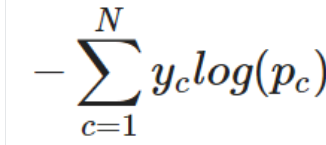 − ∑_{c=1}^{N} y_c log(p_c)